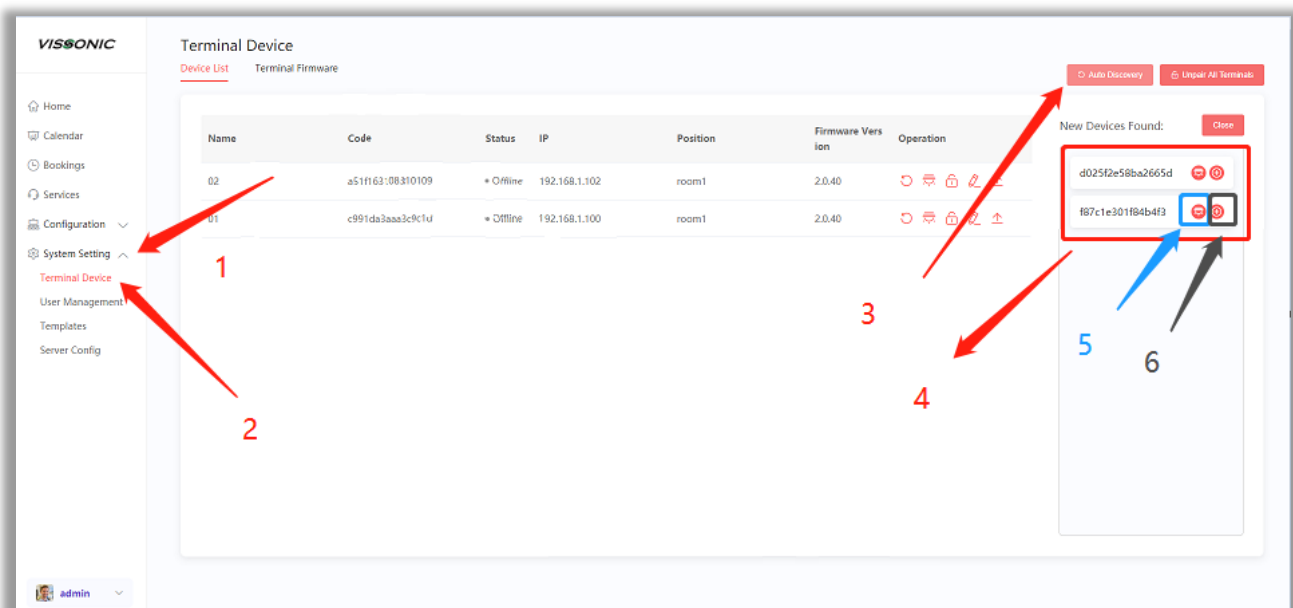 VISSONIC
Home
Calendar
Bookings
Services
Configuration
System Setting
Terminal Device
User Management
Templates
Server Config
admin
Terminal Device
Device List Terminal Firmware
Auto Discovery Unpair All Terminals
Name Code Status IP Position Firmware Vers
ion Operation
02 a51f163108310109 Offline 192.168.1.102 room1 2.0.40
01 Offline 192.168.1.100 room1 2.0.40
New Devices Found: Close
d025f2e58ba2665d
f87c1e301f84b4f3
1
2
3
4
5
6